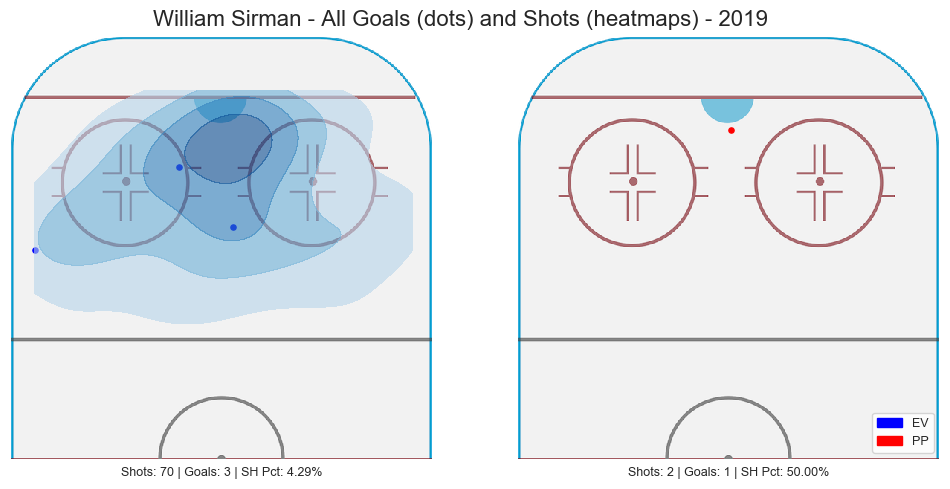 William Sirman - All Goals (dots) and Shots (heatmaps) - 2019
EV
PP
Shots: 70 | Goals: 3 | SH Pct: 4.29%
Shots: 2 | Goals: 1 | SH Pct: 50.00%